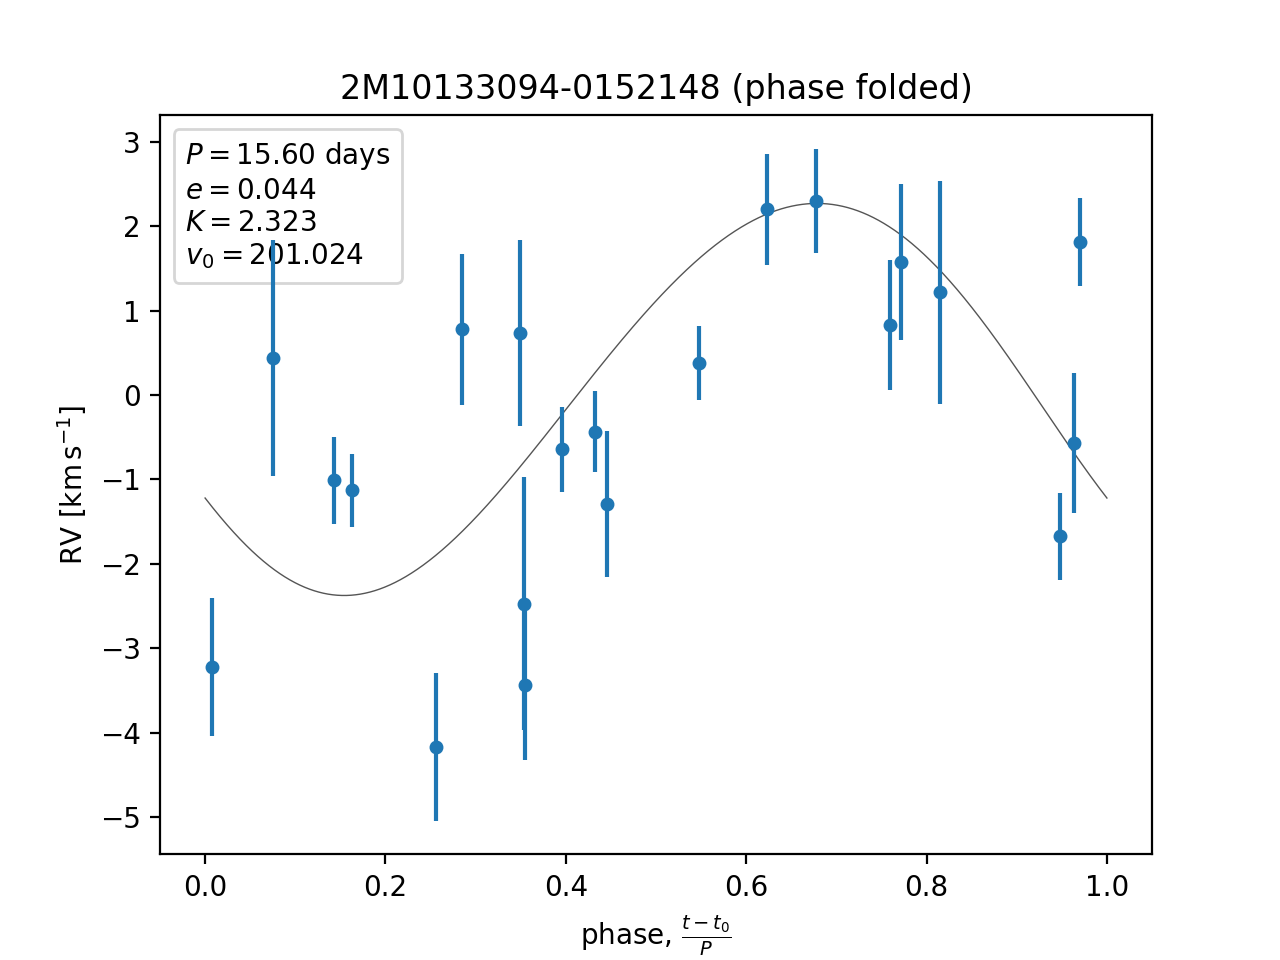 2M10133094-0152148 (phase folded)
P = 15.60 days
e = 0.044
K = 2.323
v₀ = 201.024
3
2
1
0
−1
−2
−3
−4
−5
RV [km s⁻¹]
0.0 0.2 0.4 0.6 0.8 1.0
phase, (t − t₀)/P